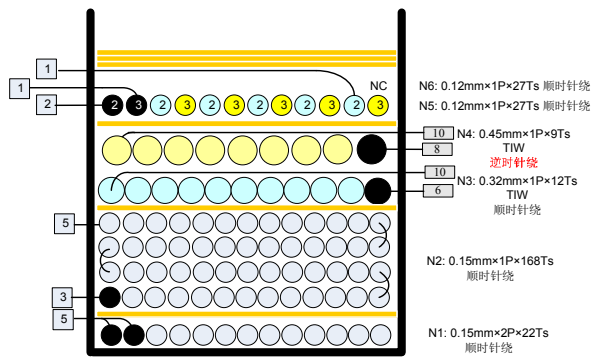 1
NC
N6: 0.12mm×1P×27Ts 顺时针绕
1
2
2 3 2 3 2 3 2 3 2 3 2 3
N5: 0.12mm×1P×27Ts 顺时针绕
10
N4: 0.45mm×1P×9Ts
8
TIW
逆时针绕
10
N3: 0.32mm×1P×12Ts
6
TIW
顺时针绕
5
N2: 0.15mm×1P×168Ts
顺时针绕
3
5
N1: 0.15mm×2P×22Ts
顺时针绕